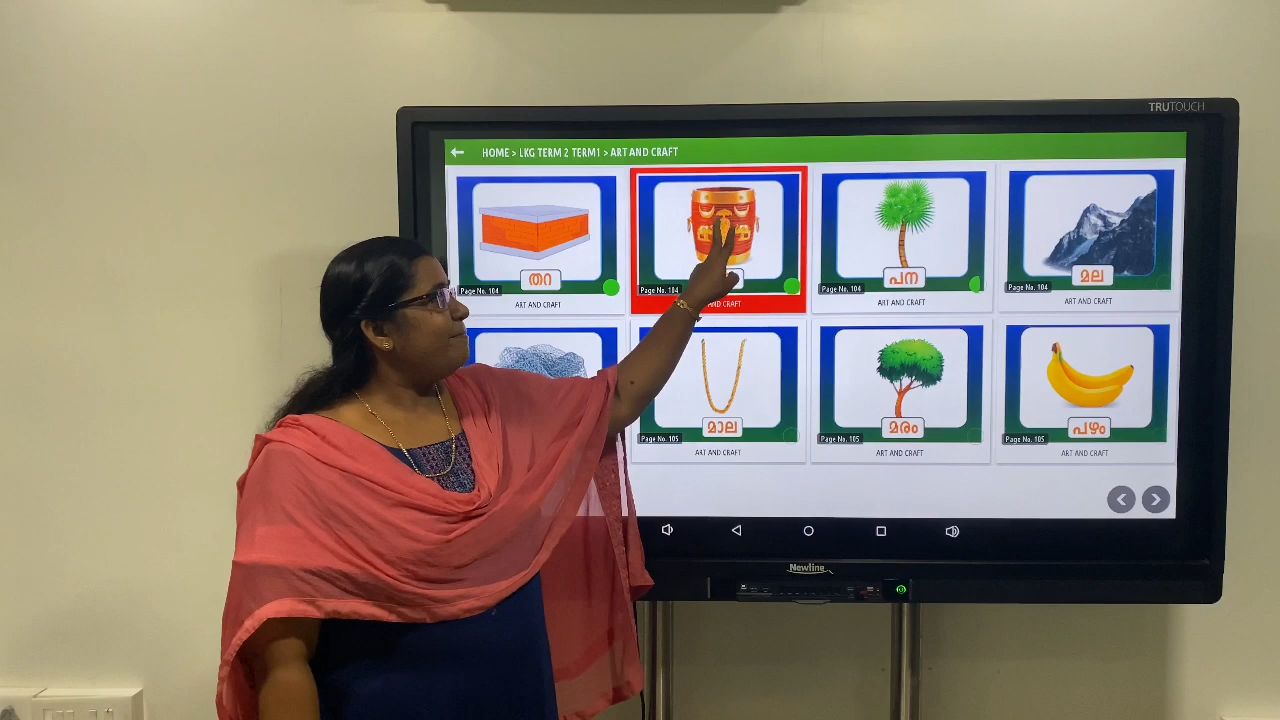 TRUTOUCH
HOME > LKG TERM 2 TERM1 > ART AND CRAFT
തറ
Page No. 104
ART AND CRAFT
Page No. 104
AND CRAFT
പന
Page No. 104
ART AND CRAFT
മല
Page No. 104
ART AND CRAFT
മാല
Page No. 105
ART AND CRAFT
മരം
Page No. 105
ART AND CRAFT
പഴം
Page No. 105
ART AND CRAFT
Newline